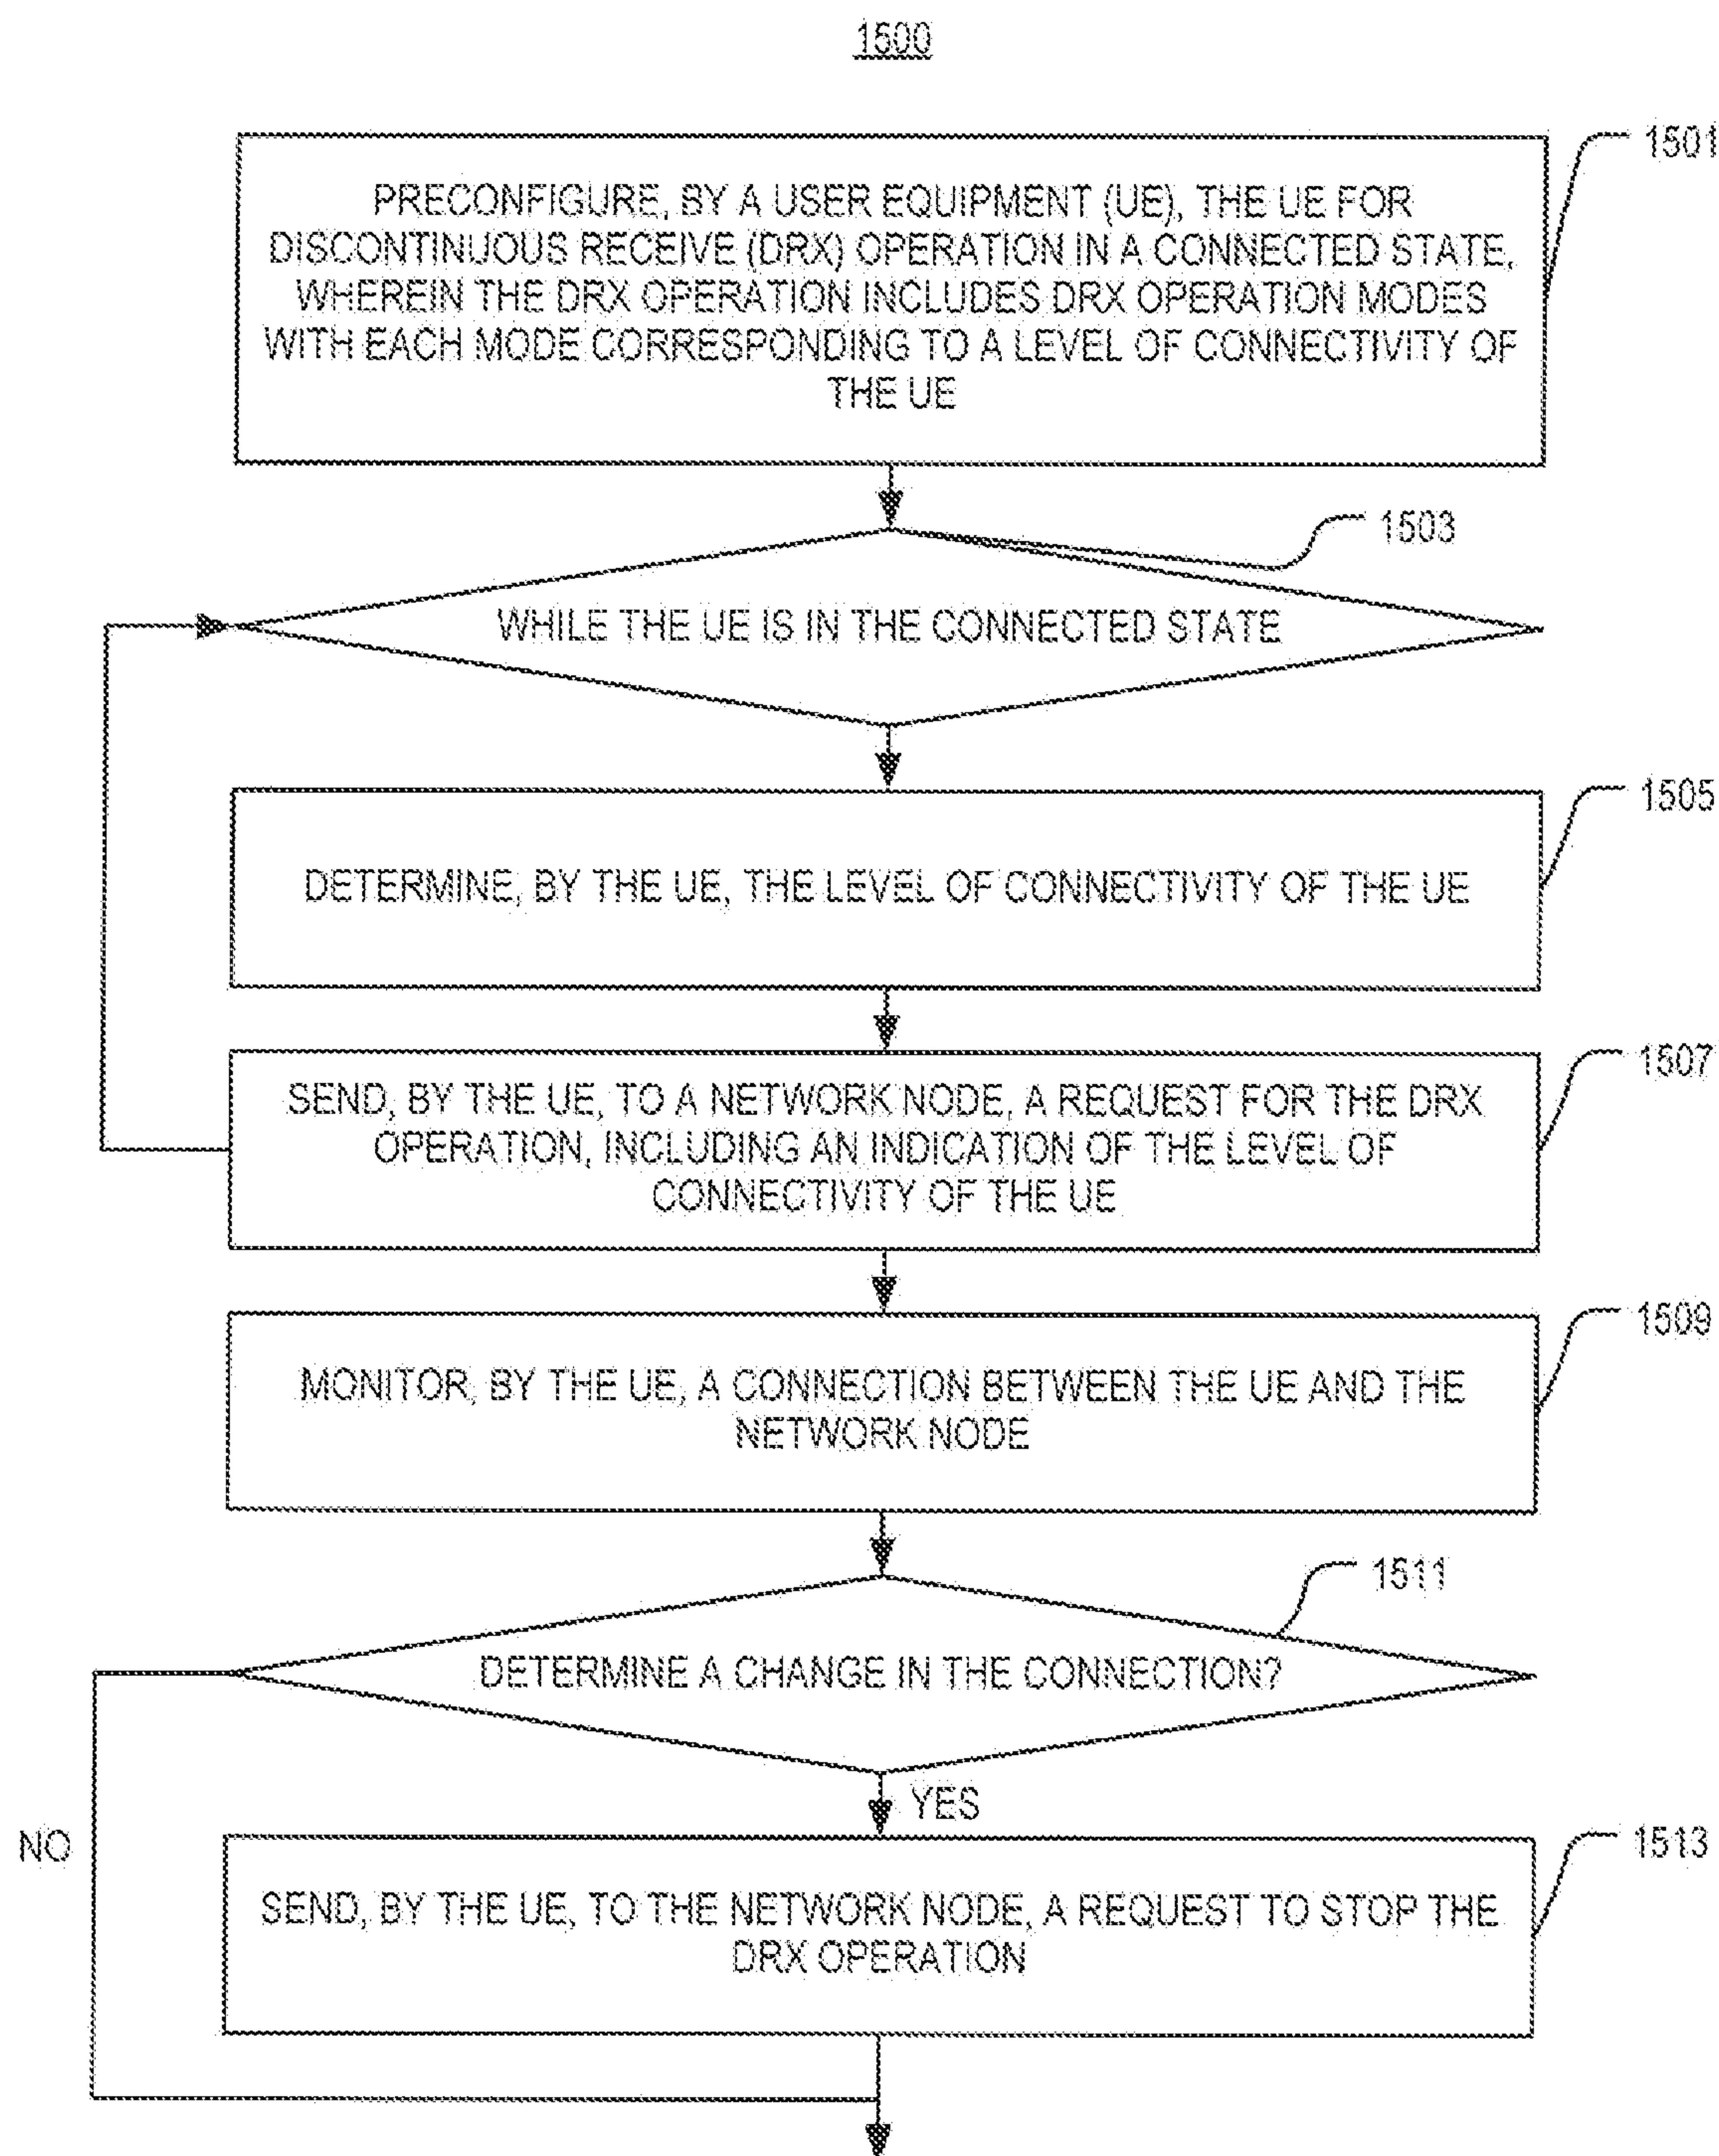 1500
1501
PRECONFIGURE, BY A USER EQUIPMENT (UE), THE UE FOR
DISCONTINUOUS RECEIVE (DRX) OPERATION IN A CONNECTED STATE,
WHEREIN THE DRX OPERATION INCLUDES DRX OPERATION MODES
WITH EACH MODE CORRESPONDING TO A LEVEL OF CONNECTIVITY OF
THE UE
1503
WHILE THE UE IS IN THE CONNECTED STATE
1505
DETERMINE, BY THE UE, THE LEVEL OF CONNECTIVITY OF THE UE
1507
SEND, BY THE UE, TO A NETWORK NODE, A REQUEST FOR THE DRX
OPERATION, INCLUDING AN INDICATION OF THE LEVEL OF
CONNECTIVITY OF THE UE
1509
MONITOR, BY THE UE, A CONNECTION BETWEEN THE UE AND THE
NETWORK NODE
1511
DETERMINE A CHANGE IN THE CONNECTION?
YES
NO
1513
SEND, BY THE UE, TO THE NETWORK NODE, A REQUEST TO STOP THE
DRX OPERATION